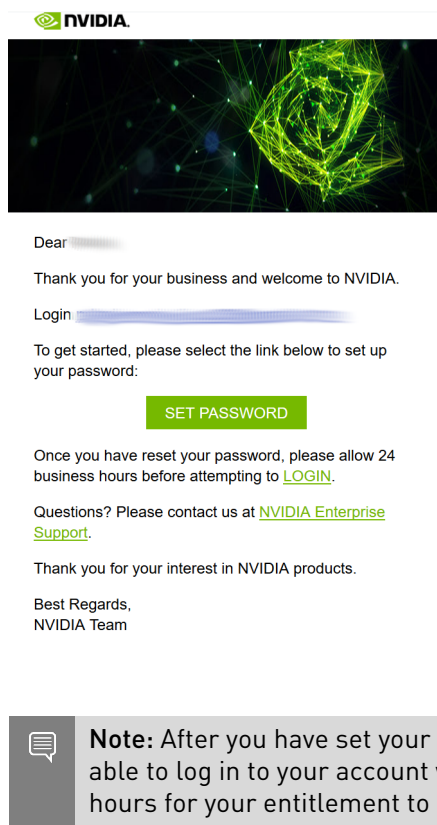 NVIDIA.
Dear
Thank you for your business and welcome to NVIDIA.
Login
To get started, please select the link below to set up
your password:
SET PASSWORD
Once you have reset your password, please allow 24
business hours before attempting to LOGIN.
Questions? Please contact us at NVIDIA Enterprise
Support.
Thank you for your interest in NVIDIA products.
Best Regards,
NVIDIA Team
Note: After you have set your
able to log in to your account
hours for your entitlement to